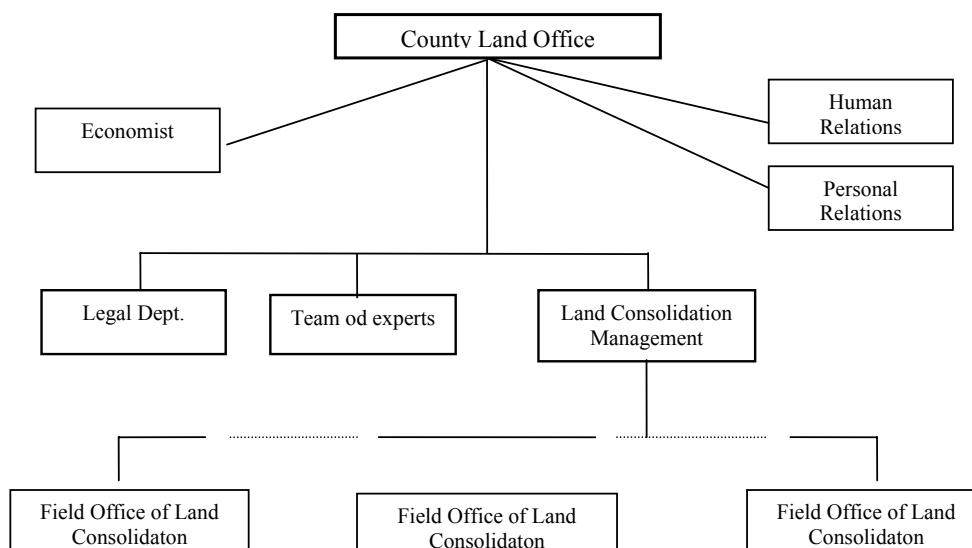 County Land Office
Economist
Human
Relations
Personal
Relations
Legal Dept.
Team od experts
Land Consolidation
Management
Field Office of Land
Consolidaton
Field Office of Land
Consolidaton
Field Office of Land
Consolidaton